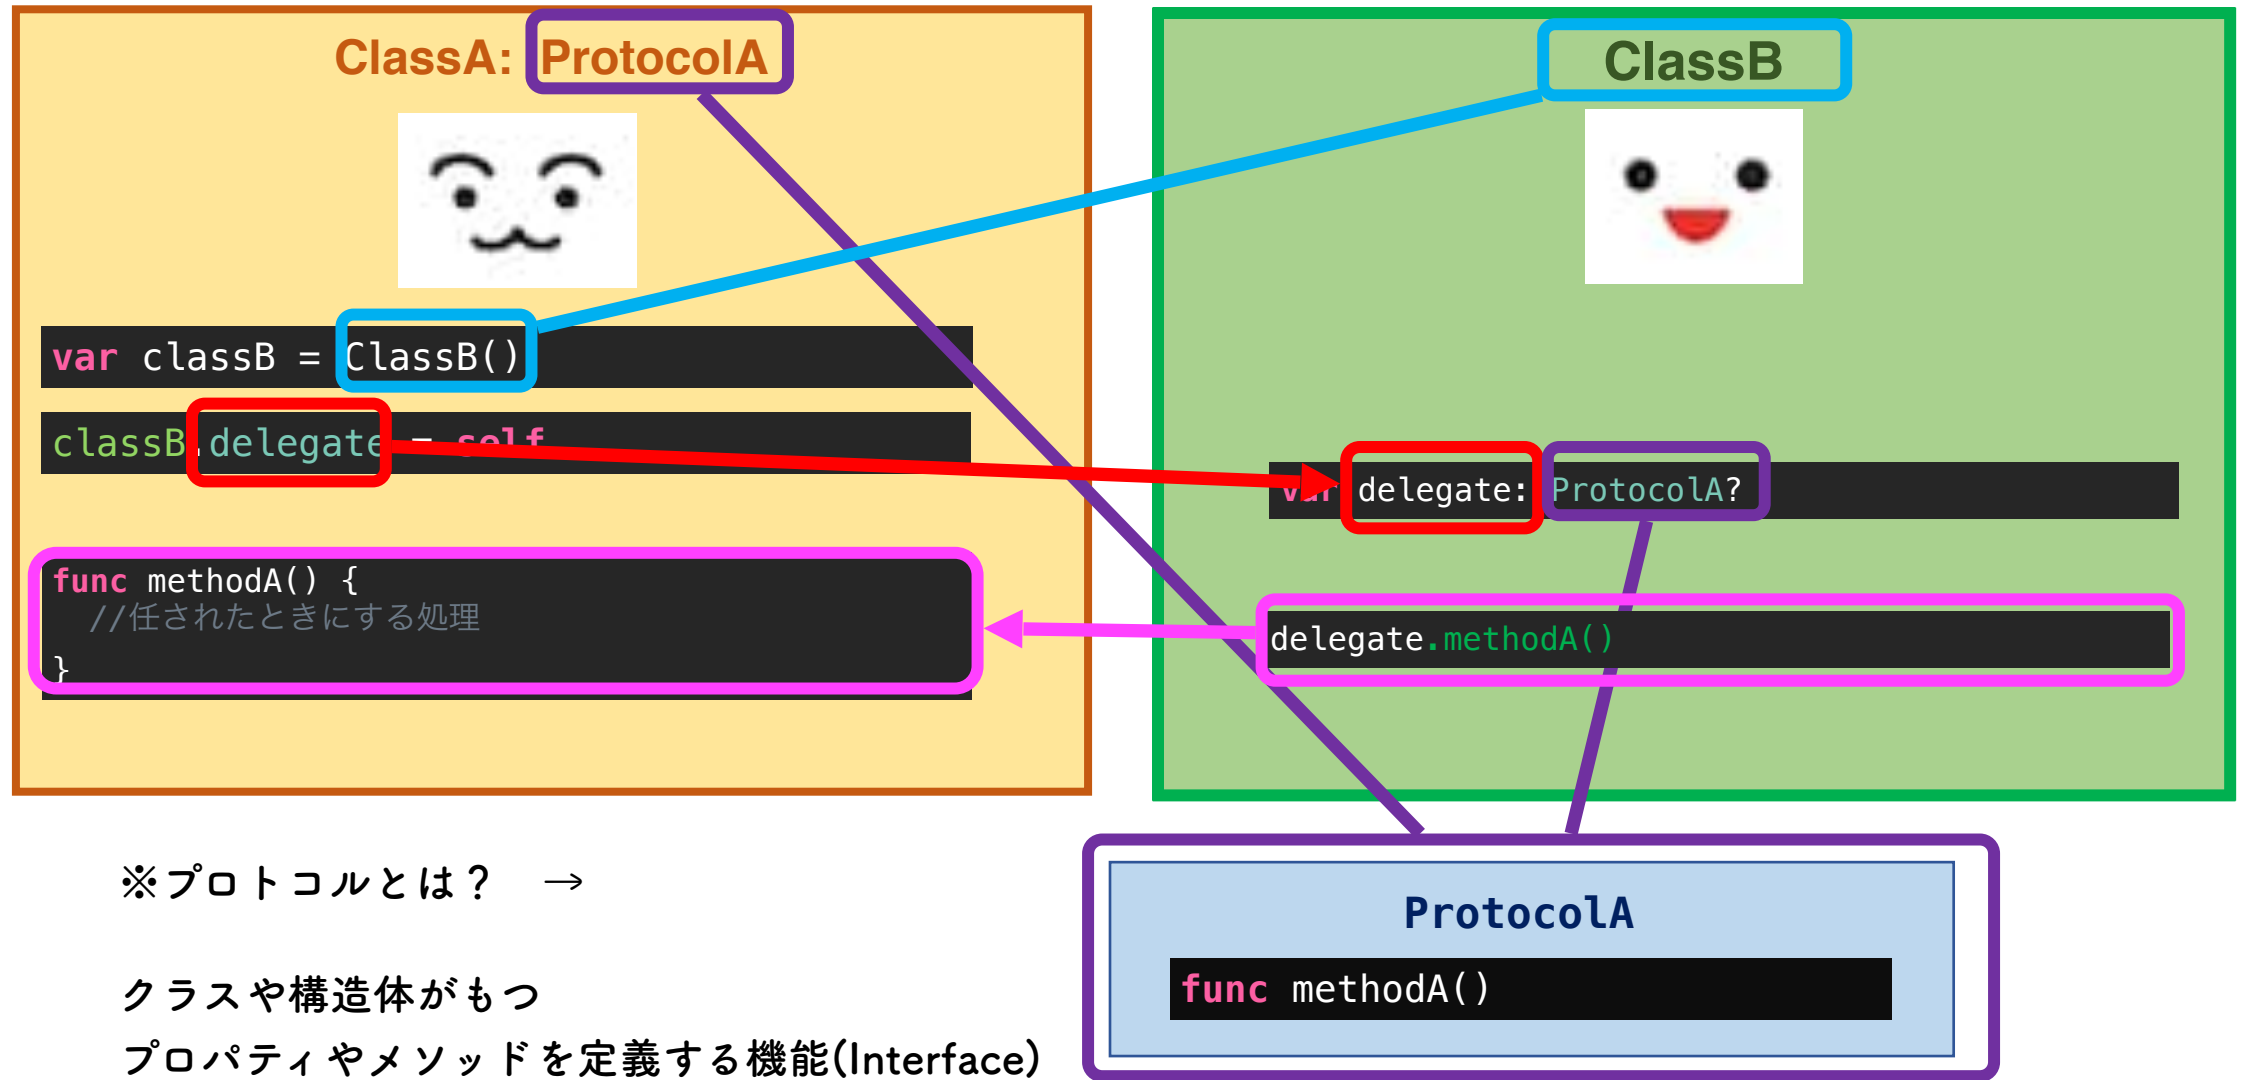 ClassA: ProtocolA
var classB = ClassB()
classB.delegate = self
func methodA() {
//任されたときにする処理
}
ClassB
var delegate: ProtocolA?
delegate.methodA()
※プロトコルとは？ →
クラスや構造体がもつ
プロパティやメソッドを定義する機能(Interface)
ProtocolA
func methodA()